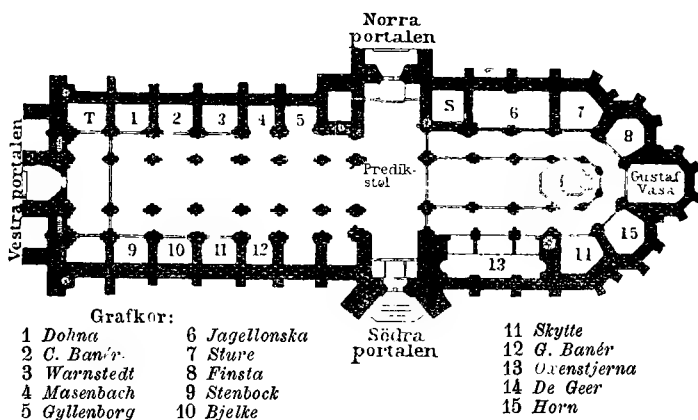 Norra
portalen
T 1 2 3 4 5 S 6 7
8
Predik-
stol
Gustaf
Vasa
Vestra portalen
9 10 11 12 13 S 11 15
Södra
portalen
Grafkor:
1 Dohna
2 C. Banér
3 Warnstedt
4 Masenbach
5 Gyllenborg
6 Jagellonska
7 Sture
8 Finsta
9 Stenbock
10 Bjelke
11 Skytte
12 G. Banér
13 Oxenstjerna
14 De Geer
15 Horn